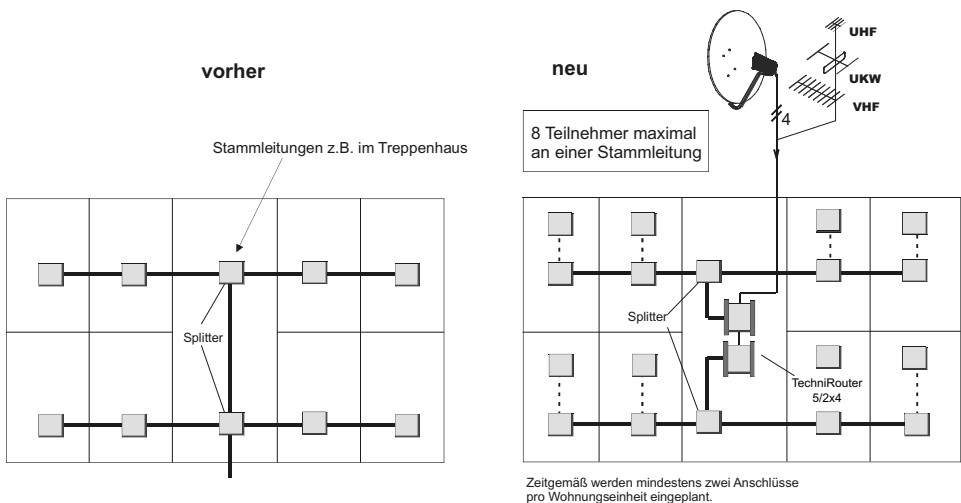 vorher
Stammleitungen z.B. im Treppenhaus
Splitter
neu
UHF
UKW
VHF
4
8 Teilnehmer maximal
an einer Stammleitung
Splitter
TechniRouter
5/2x4
Zeitgemäß werden mindestens zwei Anschlüsse
pro Wohnungseinheit eingeplant.